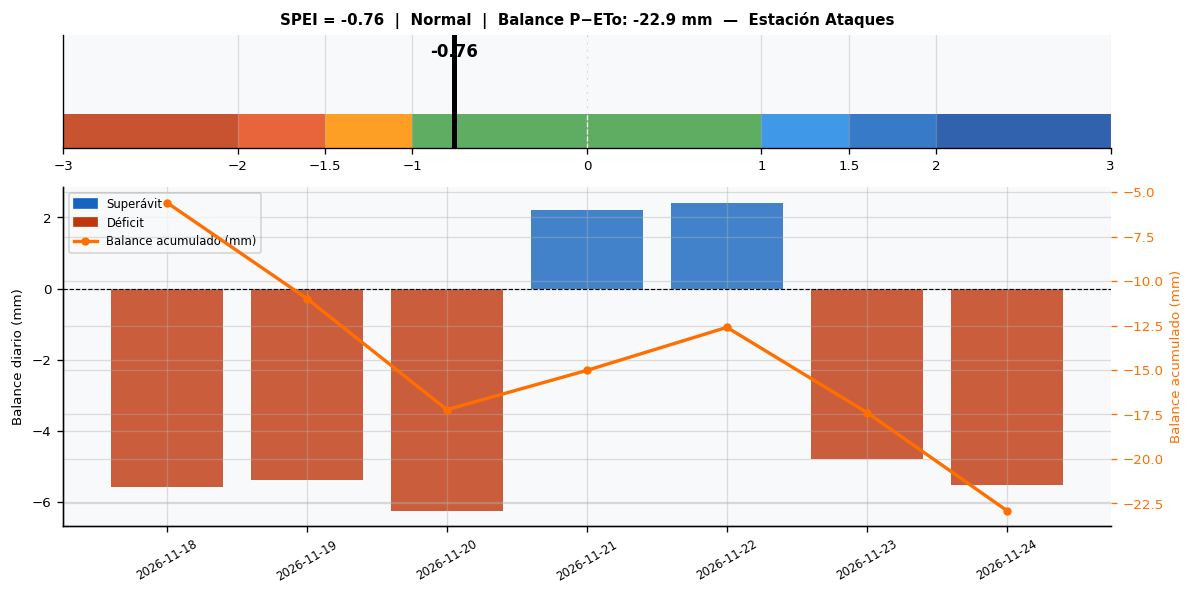 SPEI = -0.76  |  Normal  |  Balance P−ETo: -22.9 mm  —  Estación Ataques
-0.76
−3 −2 −1.5 −1 0 1 1.5 2 3
Superávit
Déficit
Balance acumulado (mm)
Balance diario (mm)
2
0
−2
−4
−6
−5.0
−7.5
−10.0
−12.5
−15.0
−17.5
−20.0
−22.5
Balance acumulado (mm)
2026-11-18 2026-11-19 2026-11-20 2026-11-21 2026-11-22 2026-11-23 2026-11-24